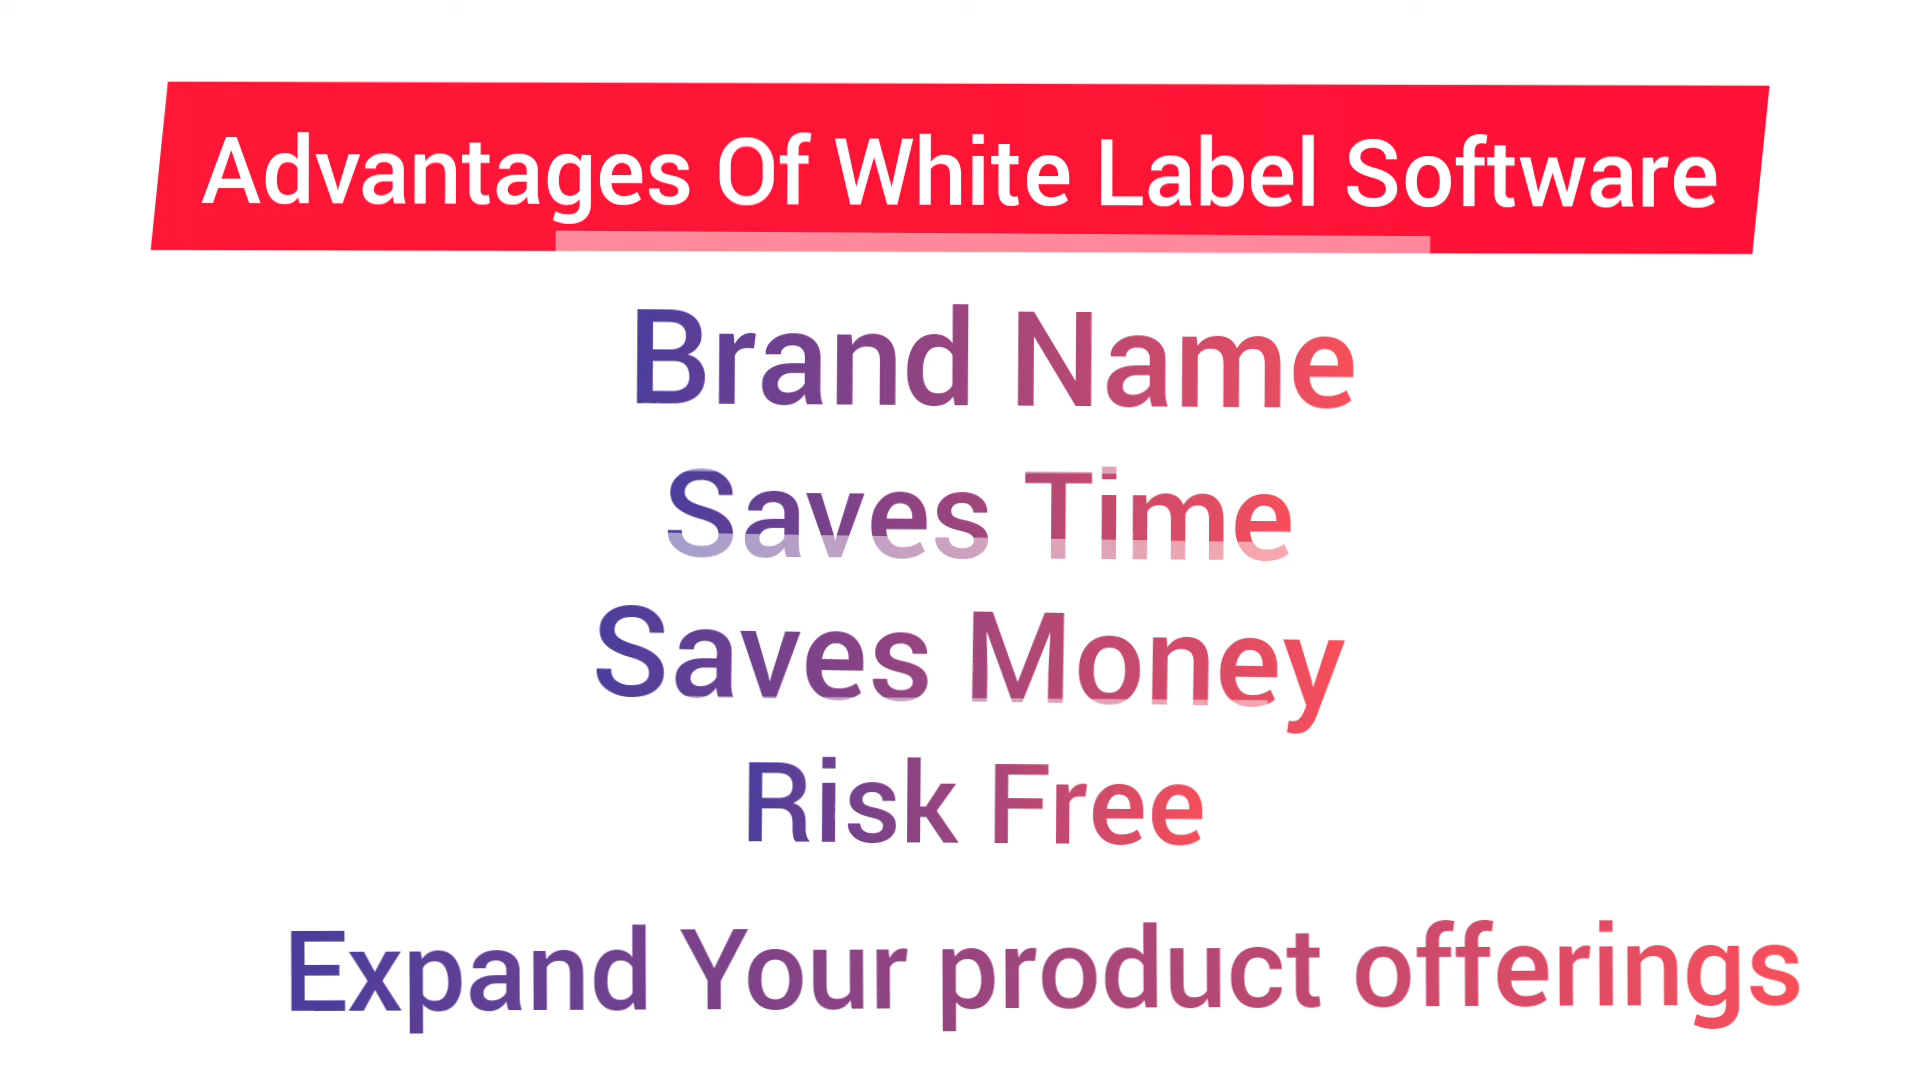 Advantages Of White Label Software
Brand Name
Saves Time
Saves Money
Risk Free
Expand Your product offerings